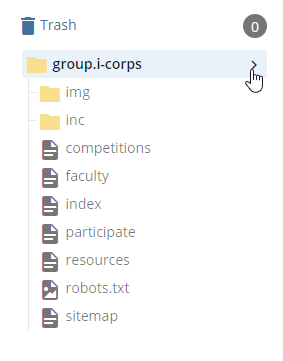 Trash 0
group.i-corps
img
inc
competitions
faculty
index
participate
resources
robots.txt
sitemap